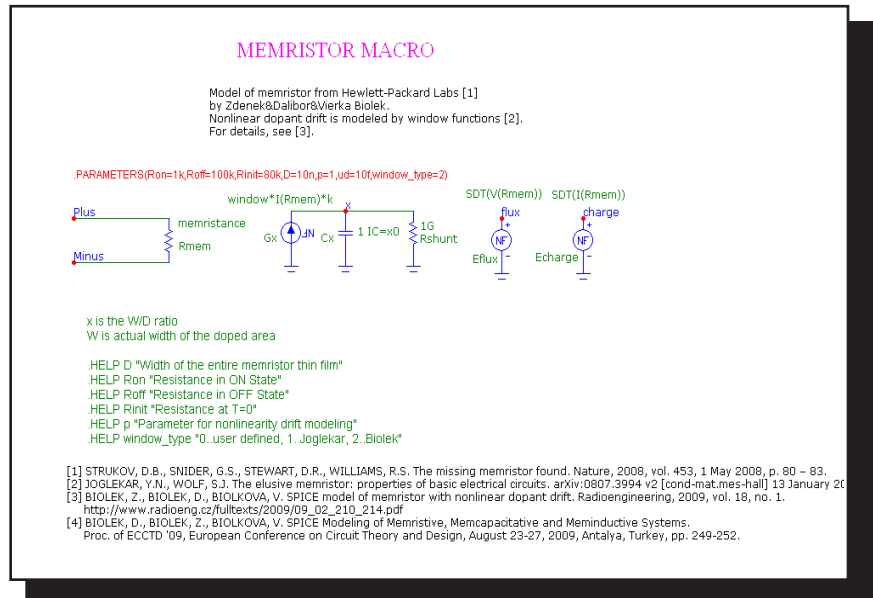 MEMRISTOR MACRO
Model of memristor from Hewlett-Packard Labs [1]
by Zdenek&Dalibor&Vierka Biolek.
Nonlinear dopant drift is modeled by window functions [2].
For details, see [3].
.PARAMETERS(Ron=1k,Roff=100k,Rinit=80k,D=10n,p=1,ud=10f,window_type=2)
Plus
Minus
memristance
Rmem
window*I(Rmem)*k
x
Gx
NF
Cx
1 IC=x0
1G
Rshunt
SDT(V(Rmem))
flux
+
NF
Eflux
-
SDT(I(Rmem))
charge
+
NF
Echarge
-
x is the W/D ratio
W is actual width of the doped area
.HELP D "Width of the entire memristor thin film"
.HELP Ron "Resistance in ON State"
.HELP Roff "Resistance in OFF State"
.HELP Rinit "Resistance at T=0"
.HELP p "Parameter for nonlinearity drift modeling"
.HELP window_type "0..user defined, 1..Joglekar, 2..Biolek"
[1] STRUKOV, D.B., SNIDER, G.S., STEWART, D.R., WILLIAMS, R.S. The missing memristor found. Nature, 2008, vol. 453, 1 May 2008, p. 80 – 83.
[2] JOGLEKAR, Y.N., WOLF, S.J. The elusive memristor: properties of basic electrical circuits. arXiv:0807.3994 v2 [cond-mat.mes-hall] 13 January
[3] BIOLEK, Z., BIOLEK, D., BIOLKOVA, V. SPICE model of memristor with nonlinear dopant drift. Radioengineering, 2009, vol. 18, no. 1.
http://www.radioeng.cz/fulltexts/2009/09_02_210_214.pdf
[4] BIOLEK, D., BIOLEK, Z., BIOLKOVA, V. SPICE Modeling of Memristive, Memcapacitative and Meminductive Systems.
Proc. of ECCTD '09, European Conference on Circuit Theory and Design, August 23-27, 2009, Antalya, Turkey, pp. 249-252.